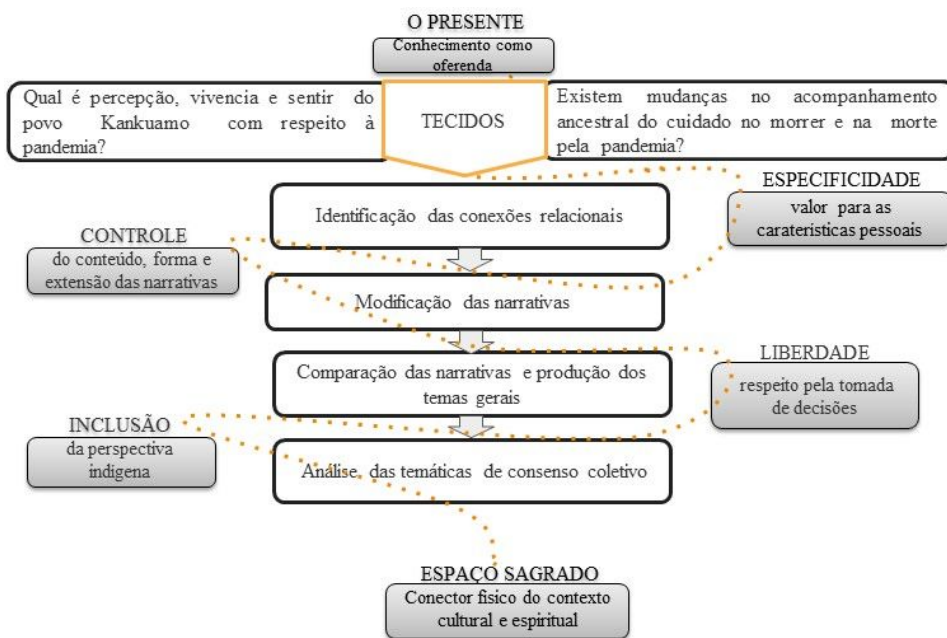 O PRESENTE
Conhecimento como
oferenda
Qual é percepção, vivencia e sentir do
povo Kankuamo com respeito à
pandemia?
TECIDOS
Existem mudanças no acompanhamento
ancestral do cuidado no morrer e na morte
pela pandemia?
ESPECIFICIDADE
valor para as
carateristicas pessoais
Identificação das conexões relacionais
CONTROLE
do conteúdo, forma e
extensão das narrativas
Modificação das narrativas
LIBERDADE
respeito pela tomada
de decisões
Comparação das narrativas e produção dos
temas gerais
INCLUSÃO
da perspectiva
indigena
Análise, das temáticas de consenso coletivo
ESPAÇO SAGRADO
Conector fisico do contexto
cultural e espiritual